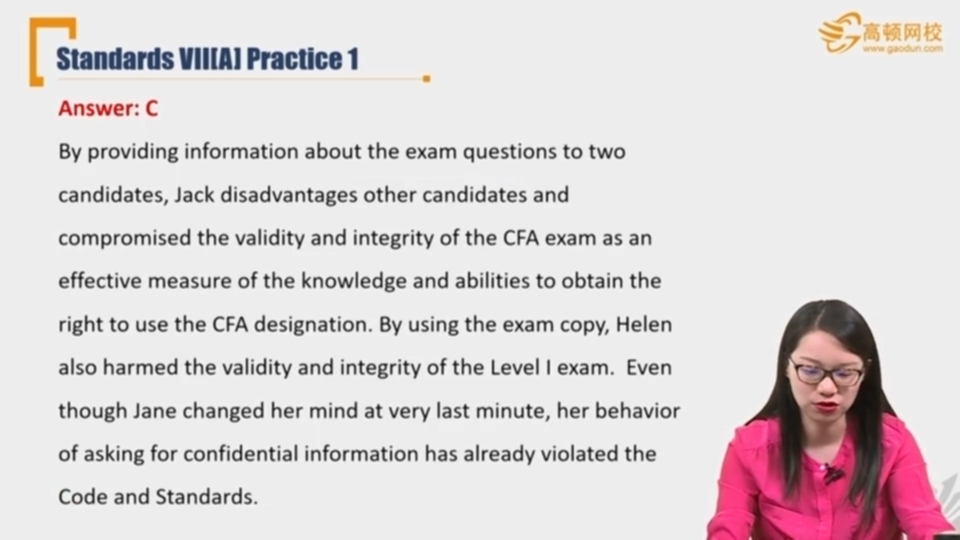 高顿网校
www.gaodun.com
Standards VII[A] Practice 1
Answer: C
By providing information about the exam questions to two
candidates, Jack disadvantages other candidates and
compromised the validity and integrity of the CFA exam as an
effective measure of the knowledge and abilities to obtain the
right to use the CFA designation. By using the exam copy, Helen
also harmed the validity and integrity of the Level I exam.  Even
though Jane changed her mind at very last minute, her behavior
of asking for confidential information has already violated the
Code and Standards.